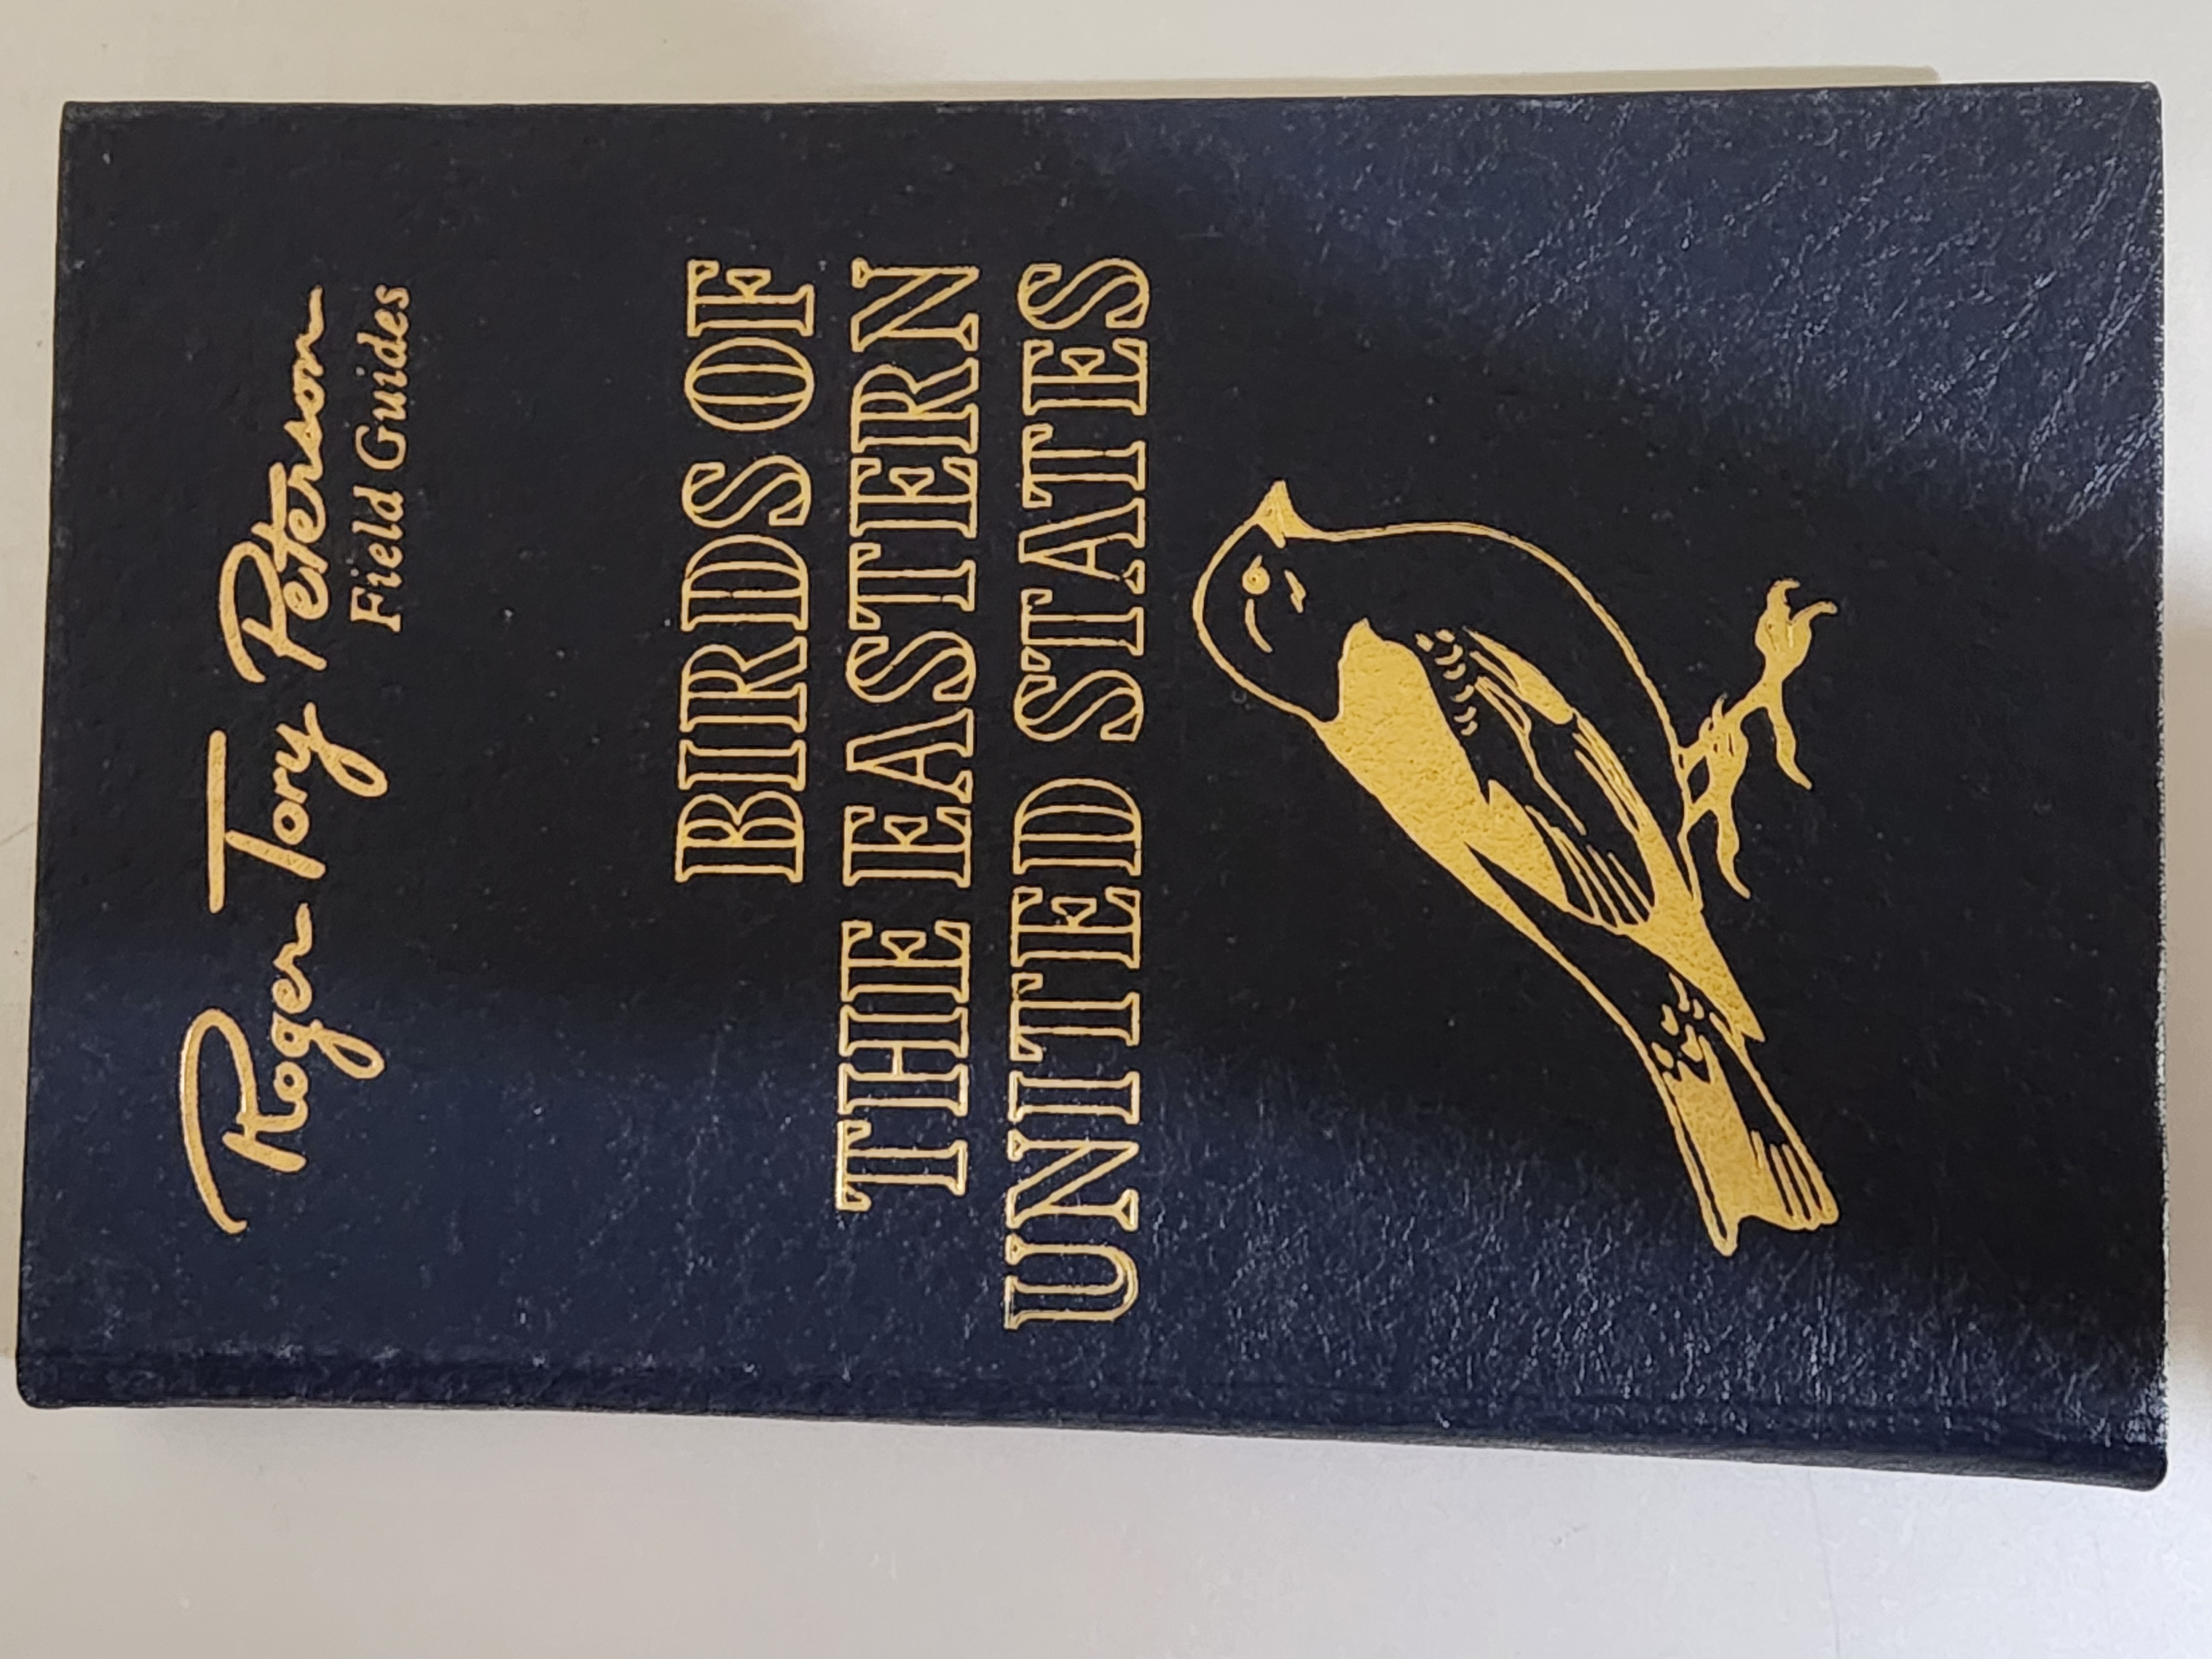 Roger Tory Peterson
Field Guides
BIRDS OF
THE EASTERN
UNITED STATES